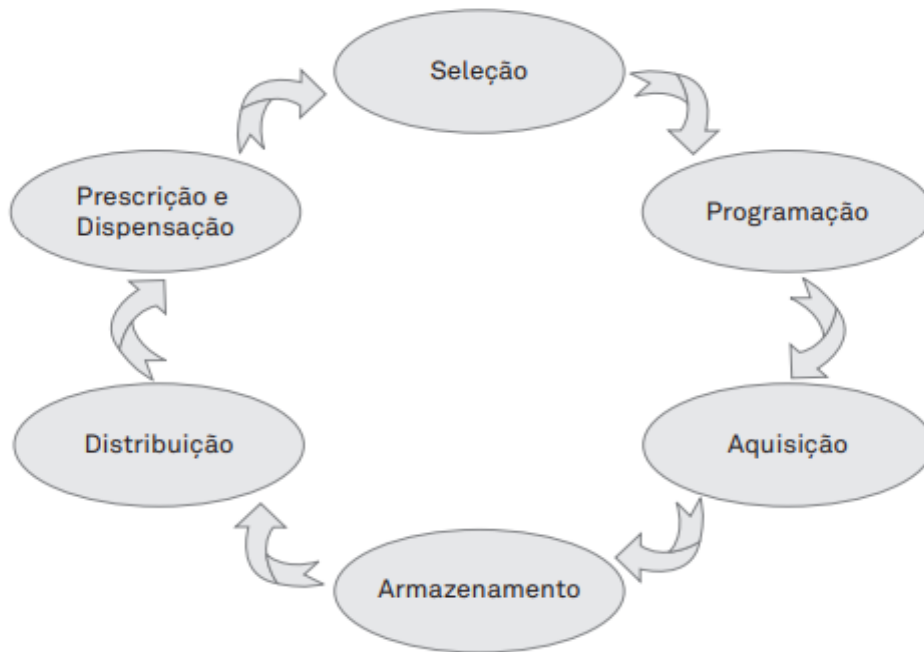 Seleção
Programação
Aquisição
Armazenamento
Distribuição
Prescrição e
Dispensação